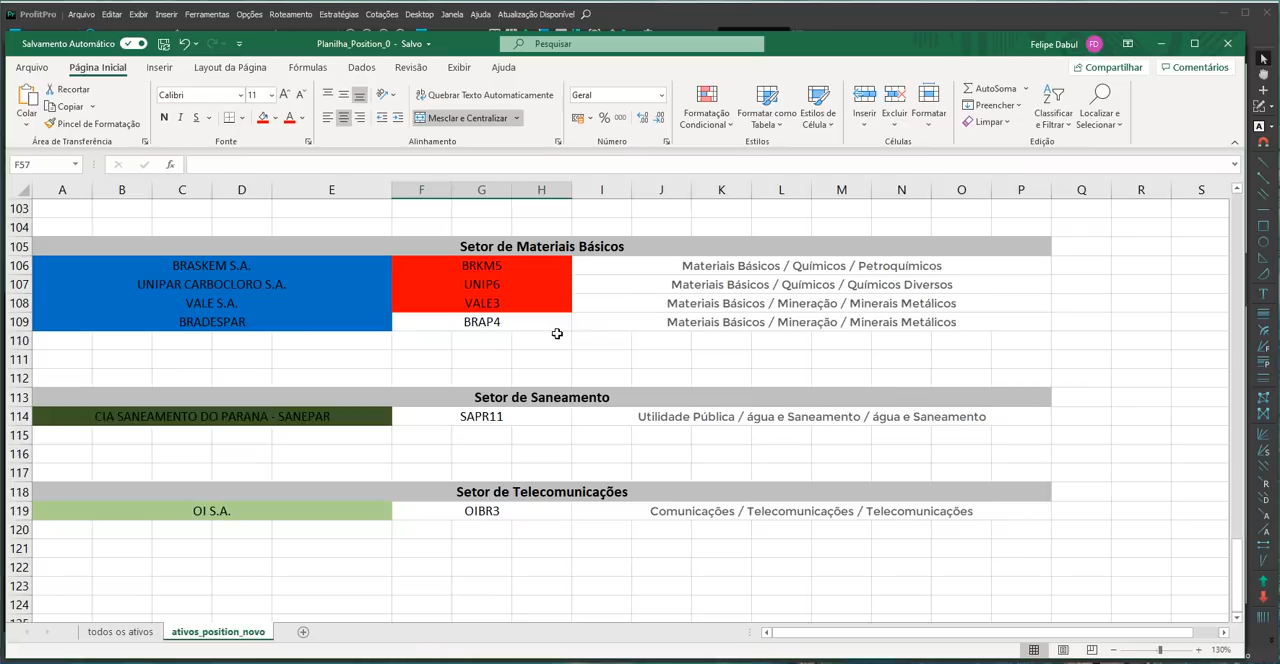 ProfitPro Arquivo Editar Exibir Inserir Ferramentas Opções Roteamento Estratégias Cotações Desktop Janela Ajuda Atualização Disponível
Salvamento Automático Planilha_Position_0 - Salvo Pesquisar Felipe Dabul FD
Arquivo Página Inicial Inserir Layout da Página Fórmulas Dados Revisão Exibir Ajuda Compartilhar Comentários
Colar Recortar Copiar Pincel de Formatação
Calibri 11 N I S
Quebrar Texto Automaticamente
Mesclar e Centralizar
Geral
% 000
Formatação Condicional Formatar como Tabela Estilos de Célula
Inserir Excluir Formatar
AutoSoma Preencher Limpar
Classificar e Filtrar Localizar e Selecionar
Área de Transferência Fonte Alinhamento Número Estilos Células Edição
F57 fx
A B C D E F G H I J K L M N O P Q R S
103
104
105 Setor de Materiais Básicos
106 BRASKEM S.A. BRKM5 Materiais Básicos / Químicos / Petroquímicos
107 UNIPAR CARBOCLORO S.A. UNIP6 Materiais Básicos / Químicos / Químicos Diversos
108 VALE S.A. VALE3 Materiais Básicos / Mineração / Minerais Metálicos
109 BRADESPAR BRAP4 Materiais Básicos / Mineração / Minerais Metálicos
110
111
112
113 Setor de Saneamento
114 CIA SANEAMENTO DO PARANA - SANEPAR SAPR11 Utilidade Pública / água e Saneamento / água e Saneamento
115
116
117
118 Setor de Telecomunicações
119 OI S.A. OIBR3 Comunicações / Telecomunicações / Telecomunicações
120
121
122
123
124
todos os ativos ativos_position_novo
130%